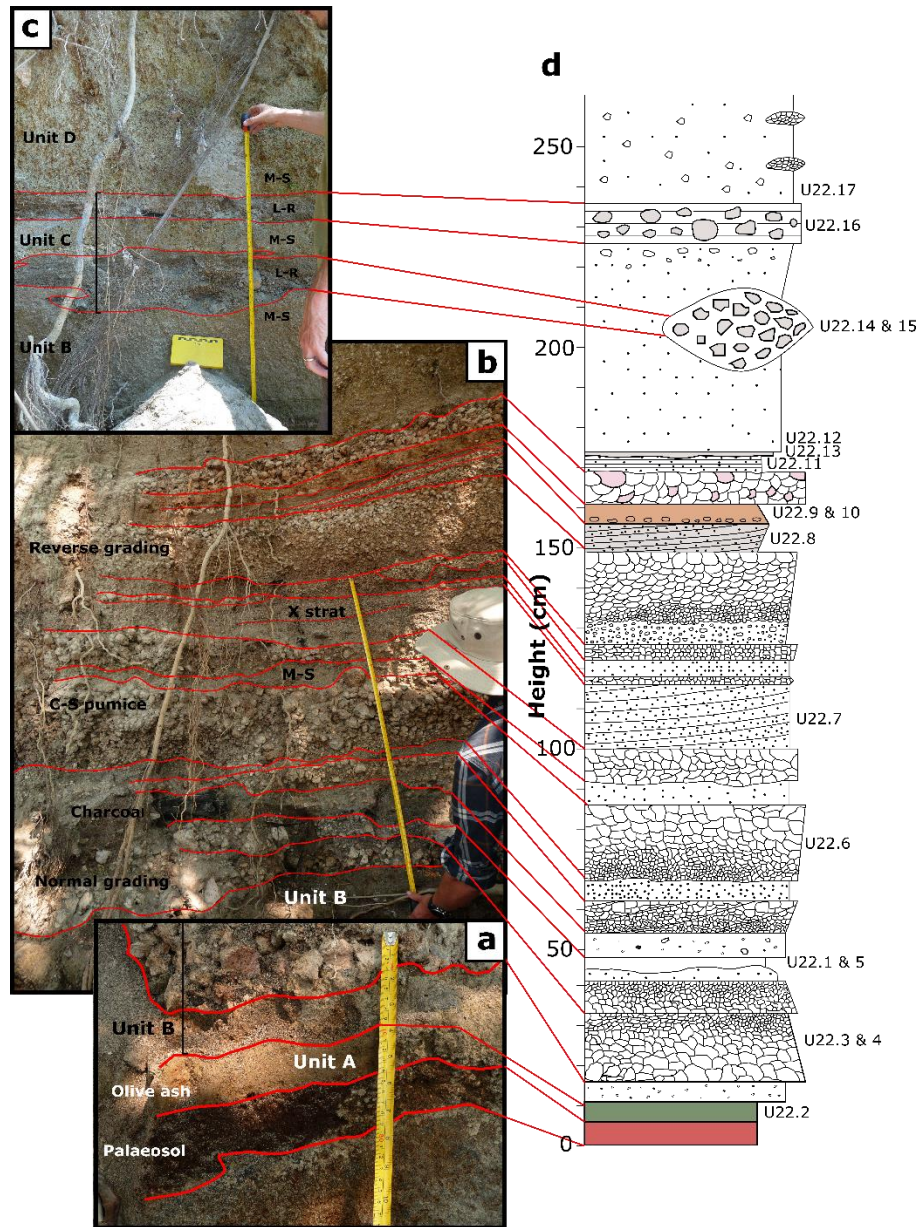 c
Unit D
M-S
L-R
Unit C
M-S
L-R
M-S
Unit B
b
Reverse grading
X strat
M-S
C-S pumice
Charcoal
Normal grading
Unit B
a
Unit B
Unit A
Olive ash
Palaeosol
d
250
U22.17
U22.16
200
U22.14 & 15
U22.12
U22.13
U22.11
U22.9 & 10
150
U22.8
Height (cm)
U22.7
100
U22.6
50
U22.1 & 5
U22.3 & 4
U22.2
0